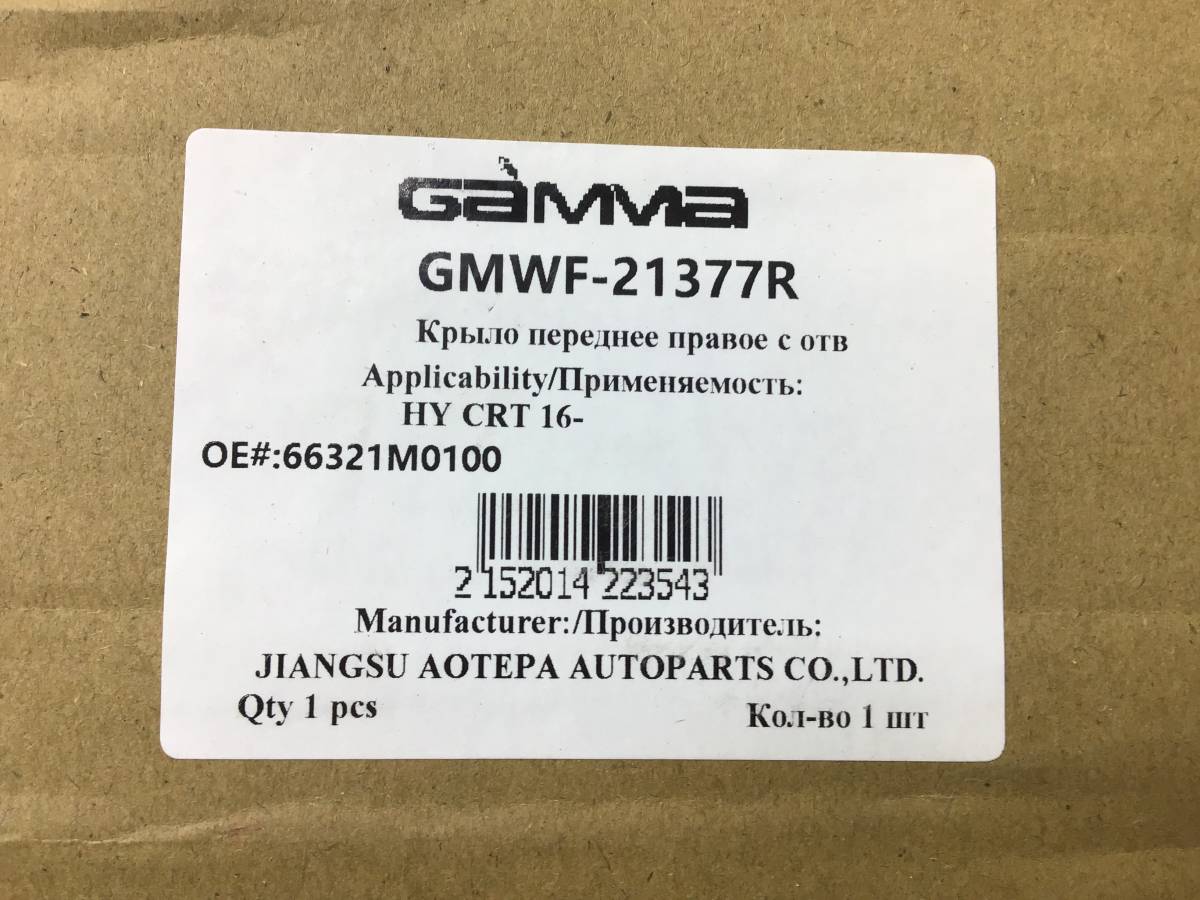 GAMMA
GMWF-21377R
Крыло переднее правое с отв
Applicability/Применяемость:
HY CRT 16-
OE#:66321M0100
2 152014 223543
Manufacturer:/Производитель:
JIANGSU AOTEPA AUTOPARTS CO.,LTD.
Qty 1 pcs Кол-во 1 шт